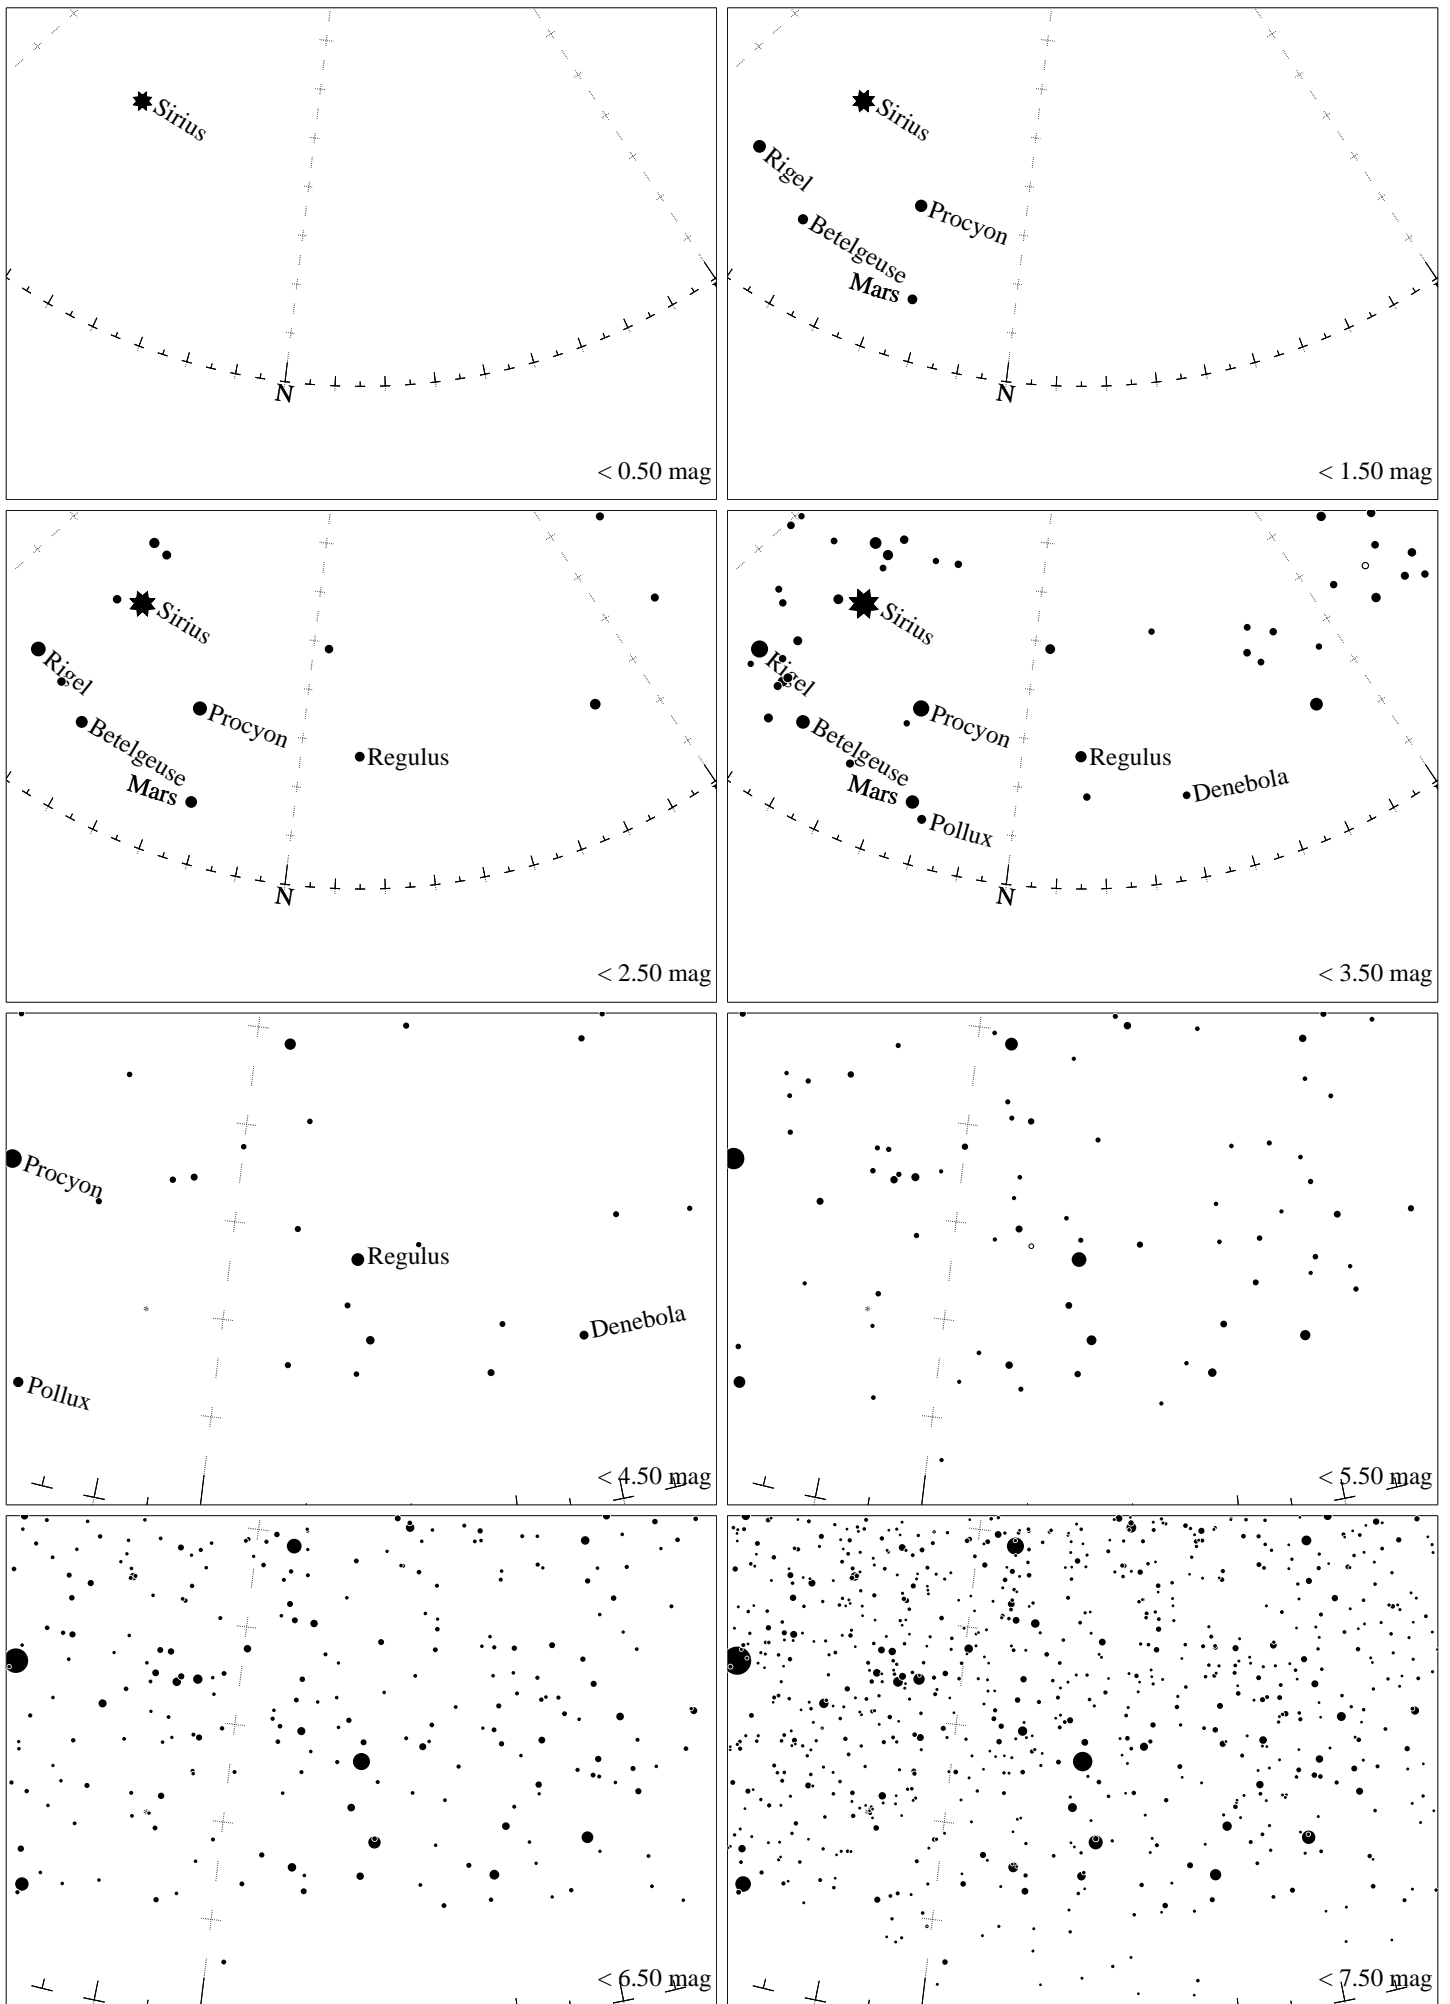 Sirius
N
< 0.50 mag
Sirius
Rigel
Procyon
Betelgeuse
Mars
N
< 1.50 mag
Sirius
Rigel
Procyon
Betelgeuse
Regulus
Mars
N
< 2.50 mag
Sirius
Rigel
Procyon
Betelgeuse
Regulus
Mars
Denebola
Pollux
N
< 3.50 mag
Procyon
Regulus
Denebola
Pollux
< 4.50 mag
< 5.50 mag
< 6.50 mag
< 7.50 mag